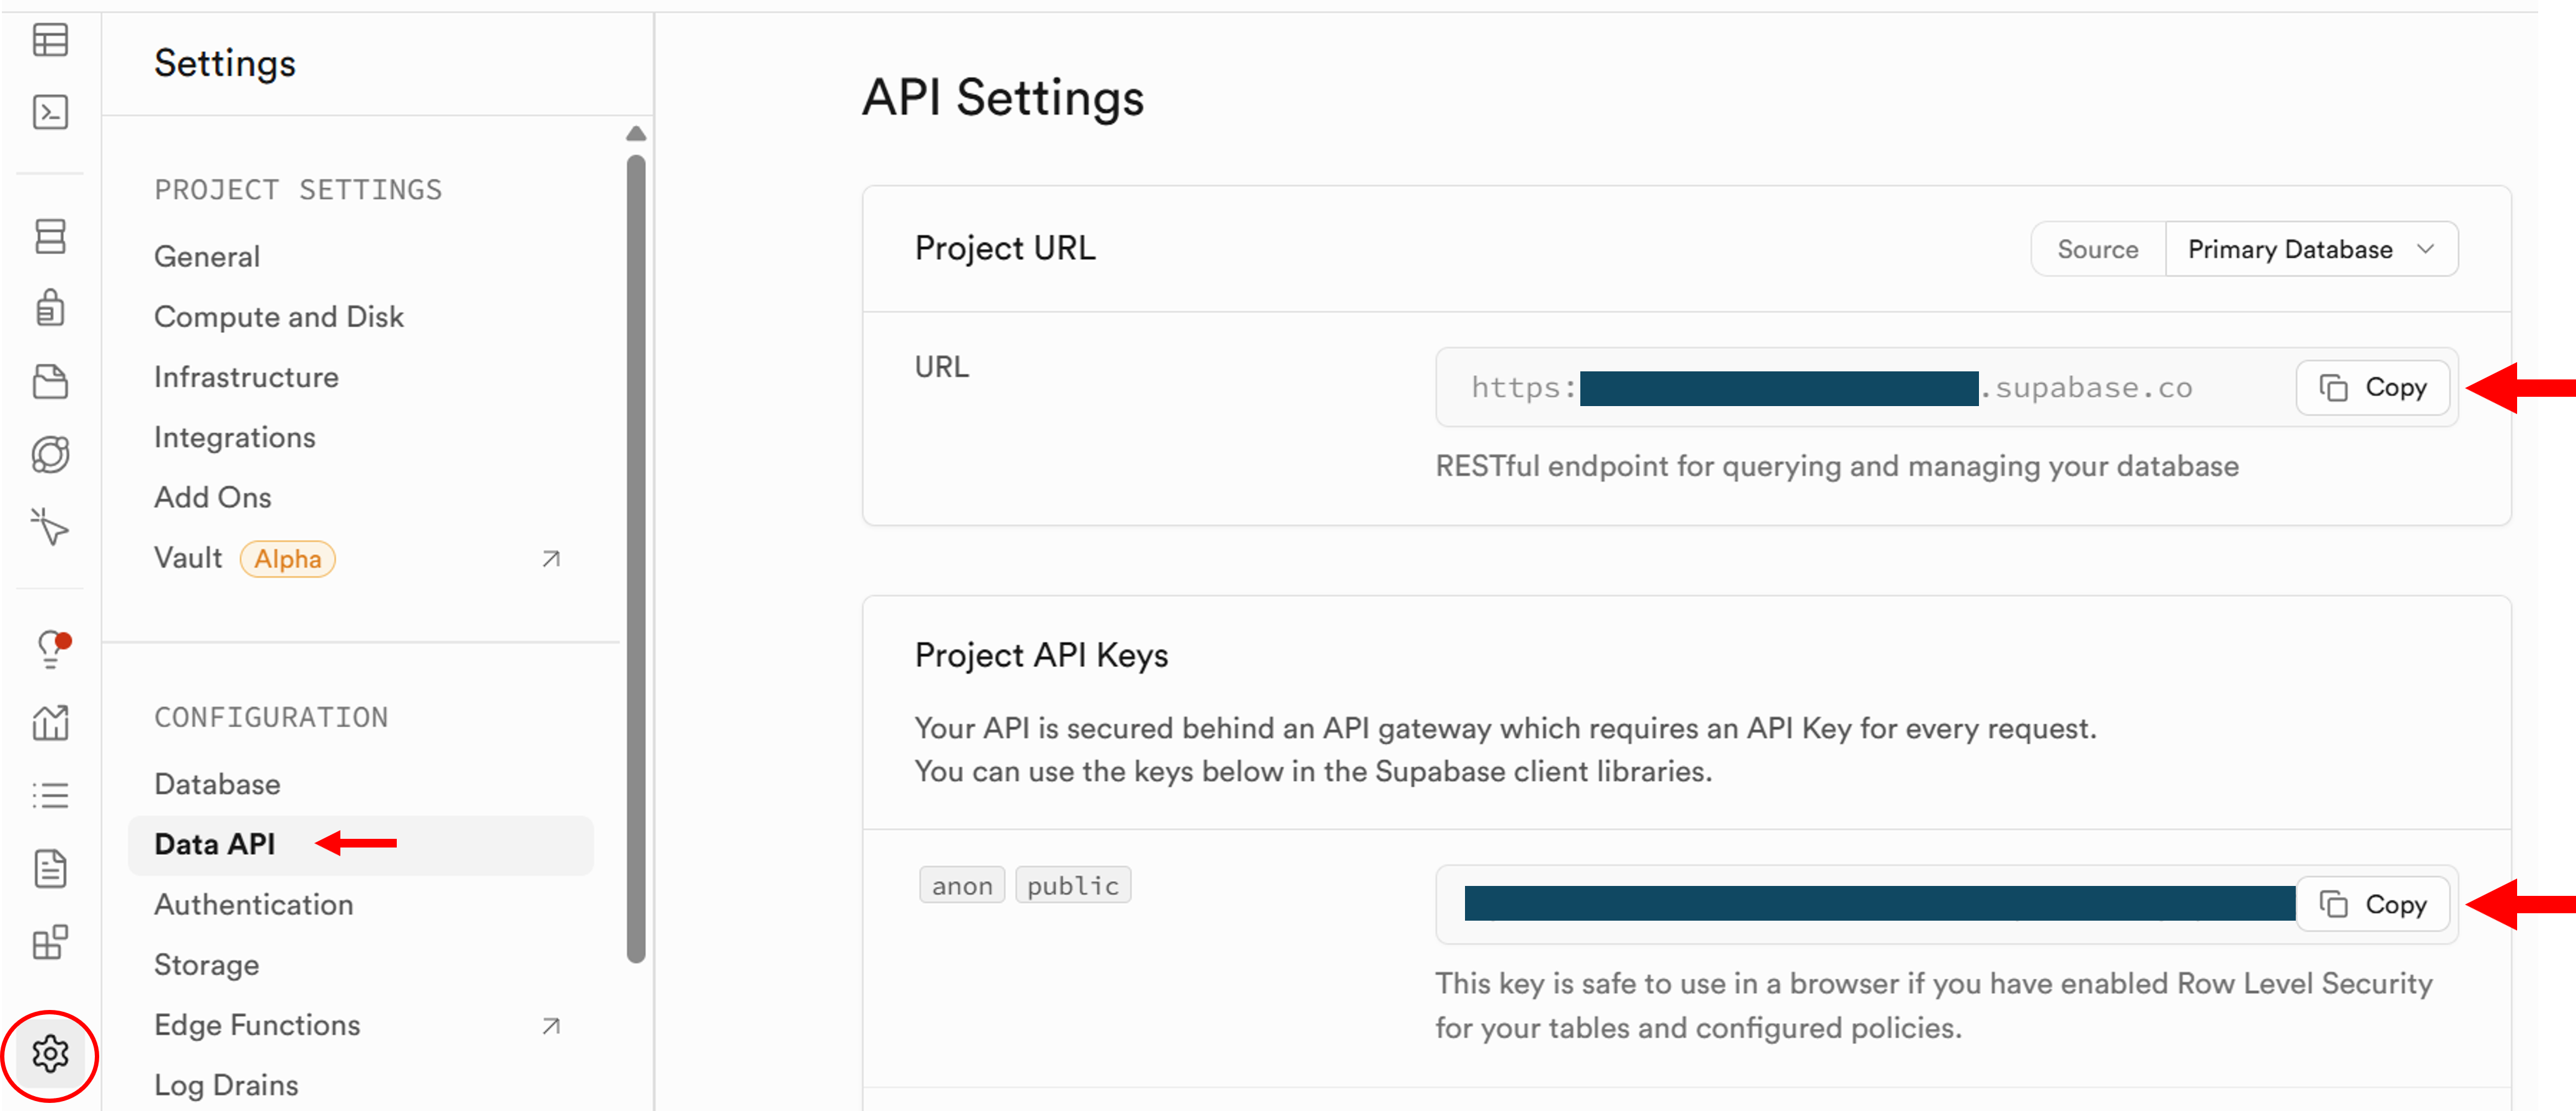 Settings
PROJECT SETTINGS
General
Compute and Disk
Infrastructure
Integrations
Add Ons
Vault Alpha
CONFIGURATION
Database
Data API
Authentication
Storage
Edge Functions
Log Drains
API Settings
Project URL
Source Primary Database
URL
https: .supabase.co Copy
RESTful endpoint for querying and managing your database
Project API Keys
Your API is secured behind an API gateway which requires an API Key for every request.
You can use the keys below in the Supabase client libraries.
anon public
Copy
This key is safe to use in a browser if you have enabled Row Level Security
for your tables and configured policies.